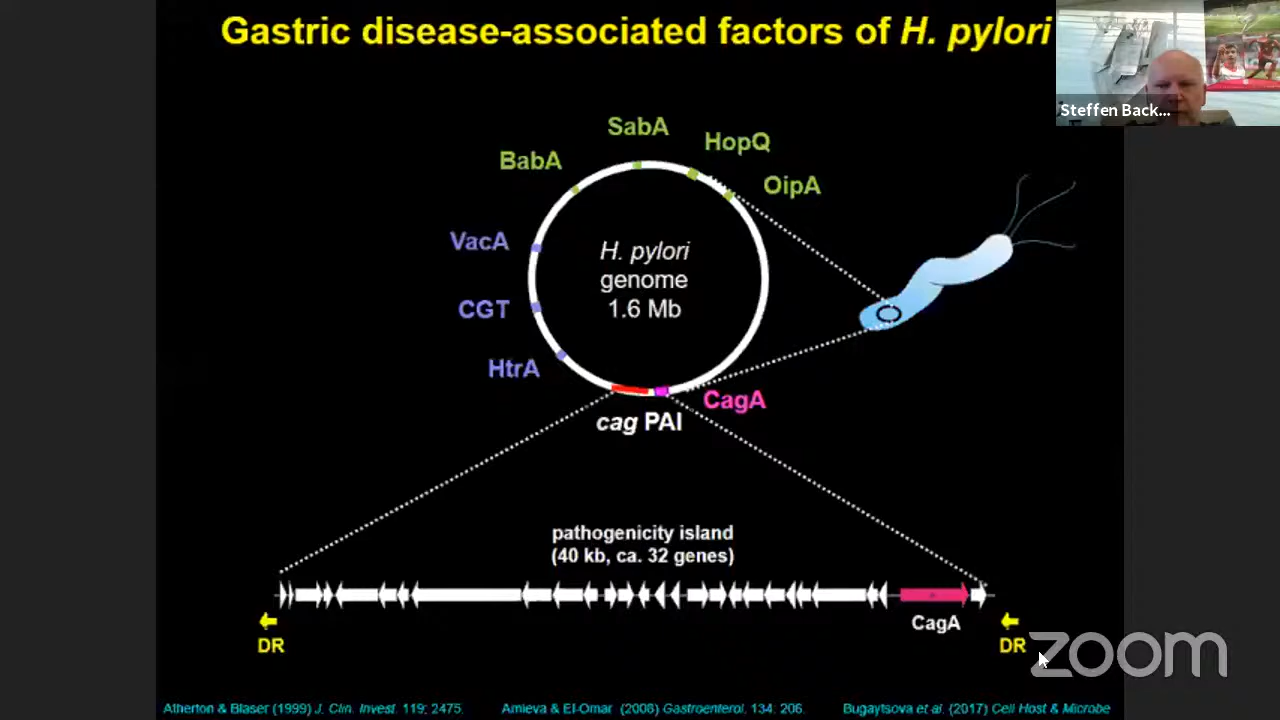 Gastric disease-associated factors of H. pylori
Steffen Back...
SabA
HopQ
BabA
OipA
VacA
H. pylori
genome
1.6 Mb
CGT
HtrA
CagA
cag PAI
pathogenicity island
(40 kb, ca. 32 genes)
CagA
DR
DR
zoom
Atherton & Blaser (1999) J. Clin. Invest. 119; 2475.
Amieva & El-Omar (2008) Gastroenterol. 134: 206.
Bugaytsova et al. (2017) Cell Host & Microbe